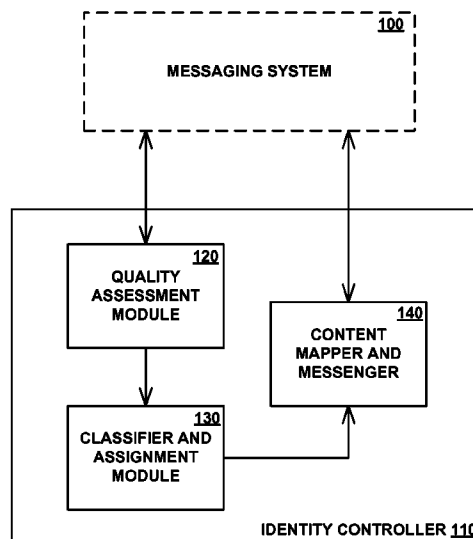 100
MESSAGING SYSTEM
120
QUALITY
ASSESSMENT
MODULE
140
CONTENT
MAPPER AND
MESSENGER
130
CLASSIFIER AND
ASSIGNMENT
MODULE
IDENTITY CONTROLLER 110